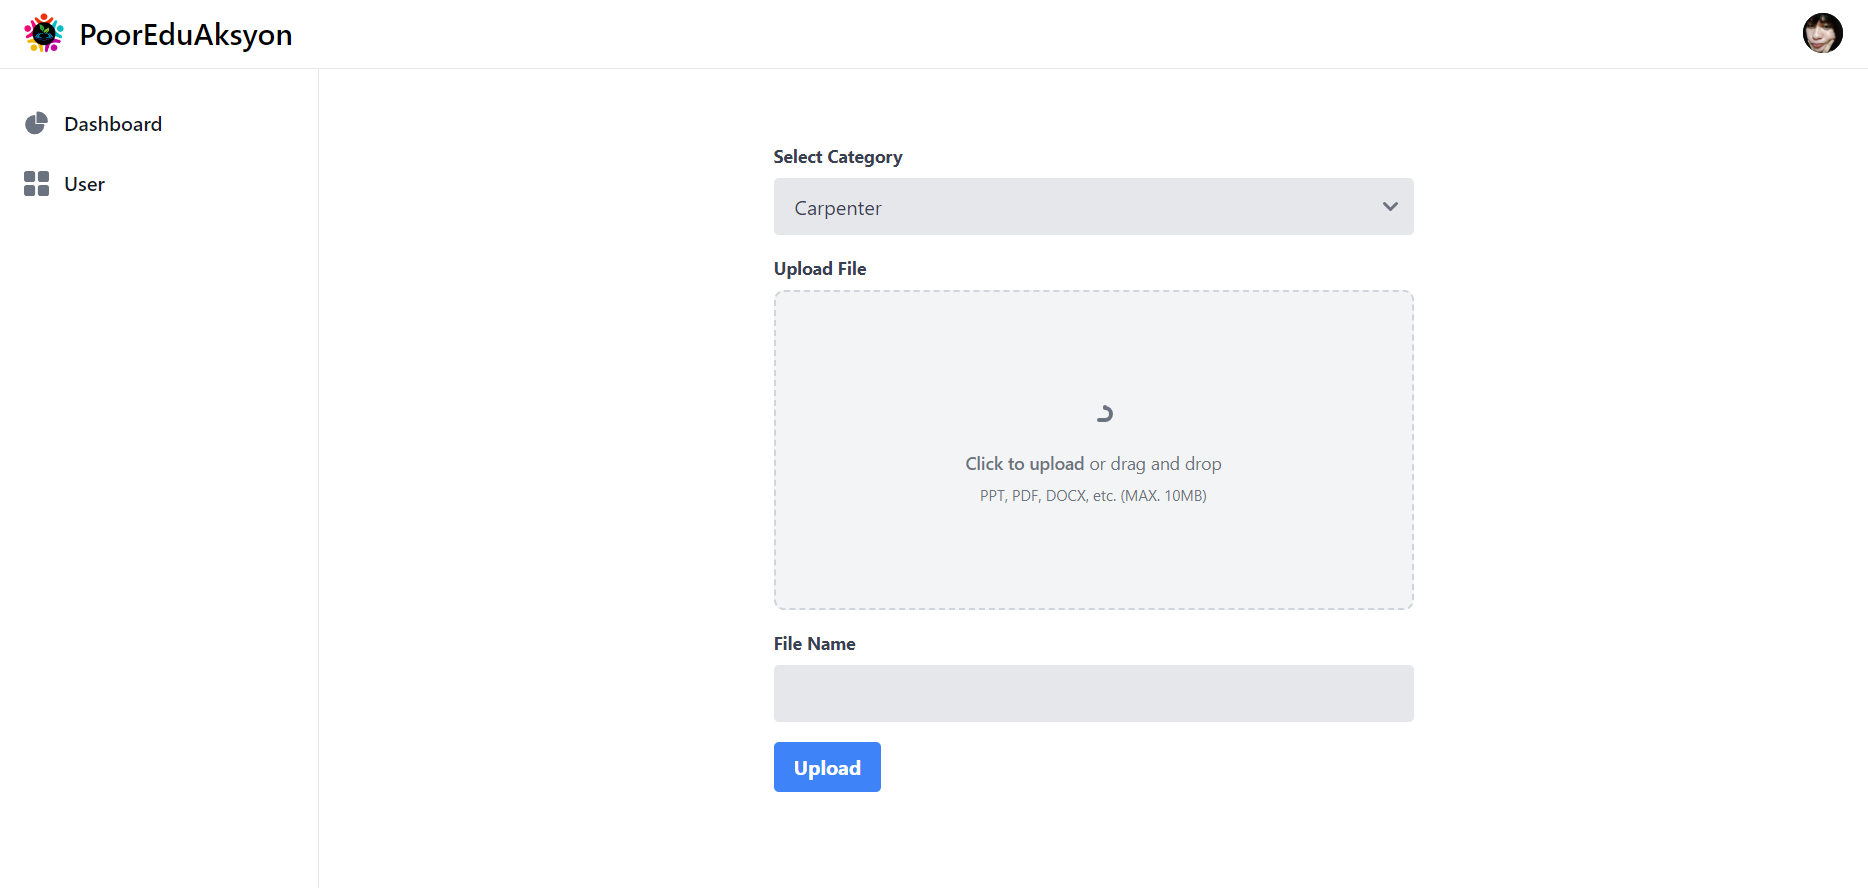 PoorEduAksyon
Dashboard
User
Select Category
Carpenter
Upload File
Click to upload or drag and drop
PPT, PDF, DOCX, etc. (MAX. 10MB)
File Name
Upload